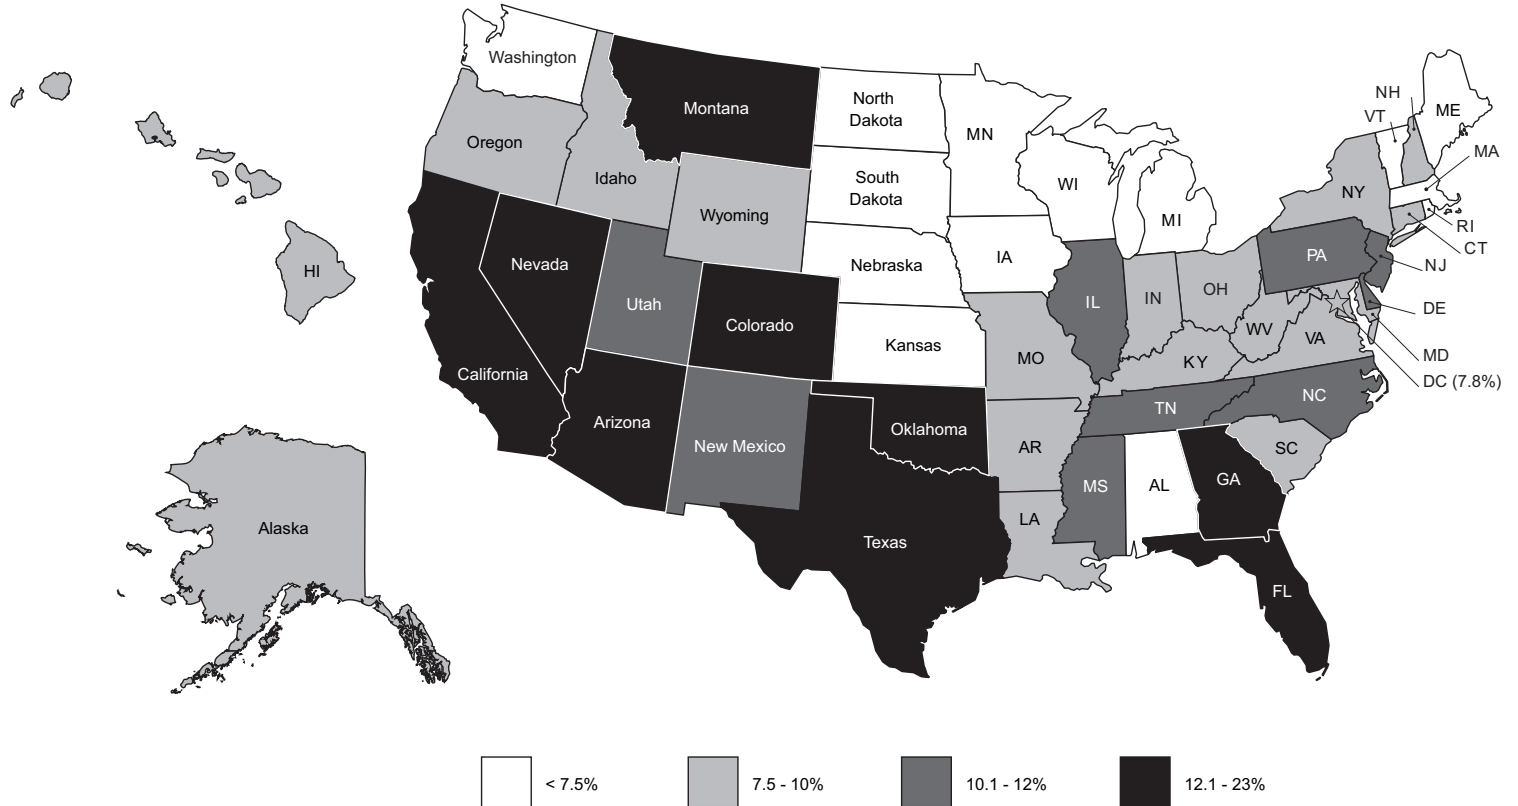 Washington
Montana
North
Dakota
MN
NH
VT
ME
MA
Oregon
Idaho
South
Dakota
WI
MI
NY
Wyoming
RI
CT
NJ
HI
Nevada
Nebraska
IA
PA
Utah
Colorado
IL
IN
OH
DE
WV
VA
MD
Kansas
MO
KY
DC (7.8%)
California
Arizona
New Mexico
Oklahoma
AR
TN
NC
SC
MS
AL
GA
LA
Alaska
Texas
FL
< 7.5%
7.5 - 10%
10.1 - 12%
12.1 - 23%